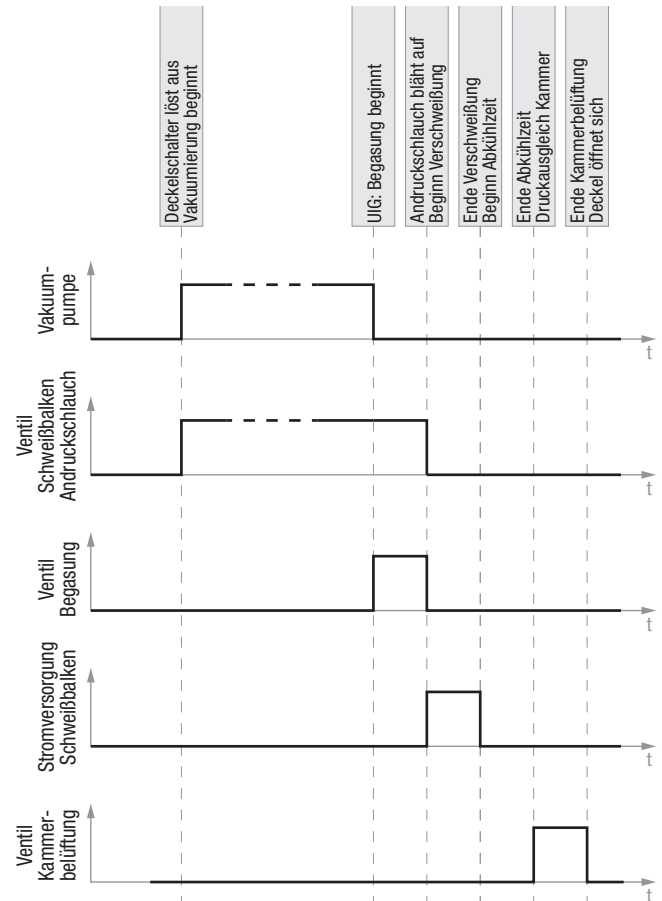 Deckelschalter löst aus
Vakuumierung beginnt
UIG: Begasung beginnt
Andruckschlauch bläht auf
Beginn Verschweißung
Ende Verschweißung
Beginn Abkühlzeit
Ende Abkühlzeit
Druckausgleich Kammer
Ende Kammerbelüftung
Deckel öffnet sich
Vakuum-
pumpe
t
Ventil
Schweißbalken
Andruckschlauch
t
Ventil
Begasung
t
Stromversorgung
Schweißbalken
t
Ventil
Kammer-
belüftung
t